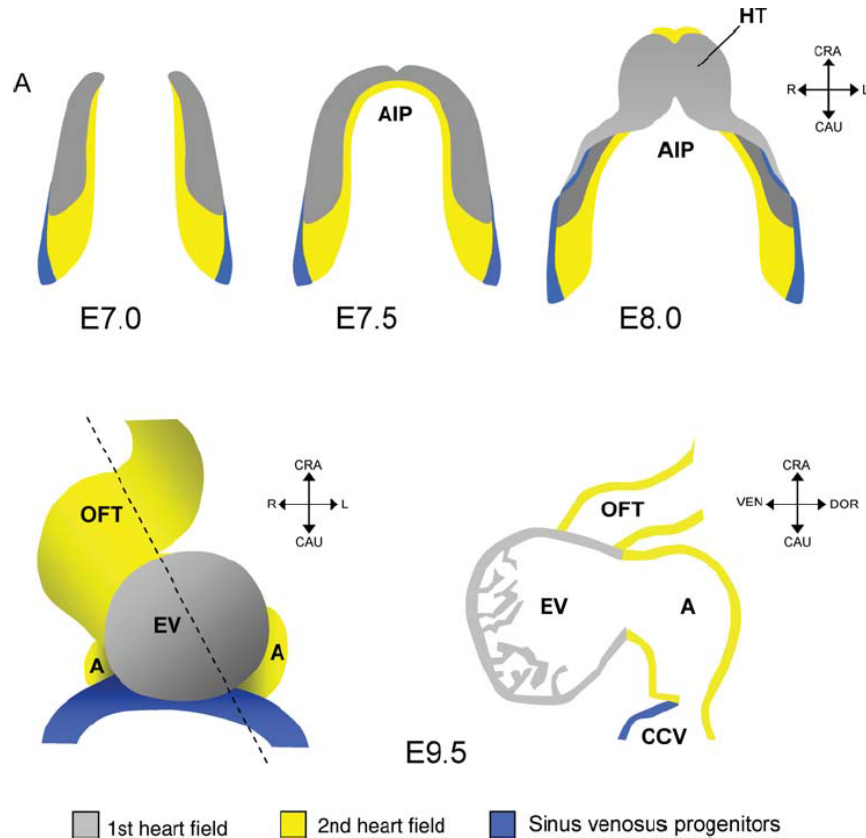 A
HT
AIP
AIP
CRA
R L
CAU
E7.0
E7.5
E8.0
OFT
EV
A
A
CRA
R L
CAU
OFT
EV
A
CCV
CRA
VEN DOR
CAU
E9.5
1st heart field
2nd heart field
Sinus venosus progenitors